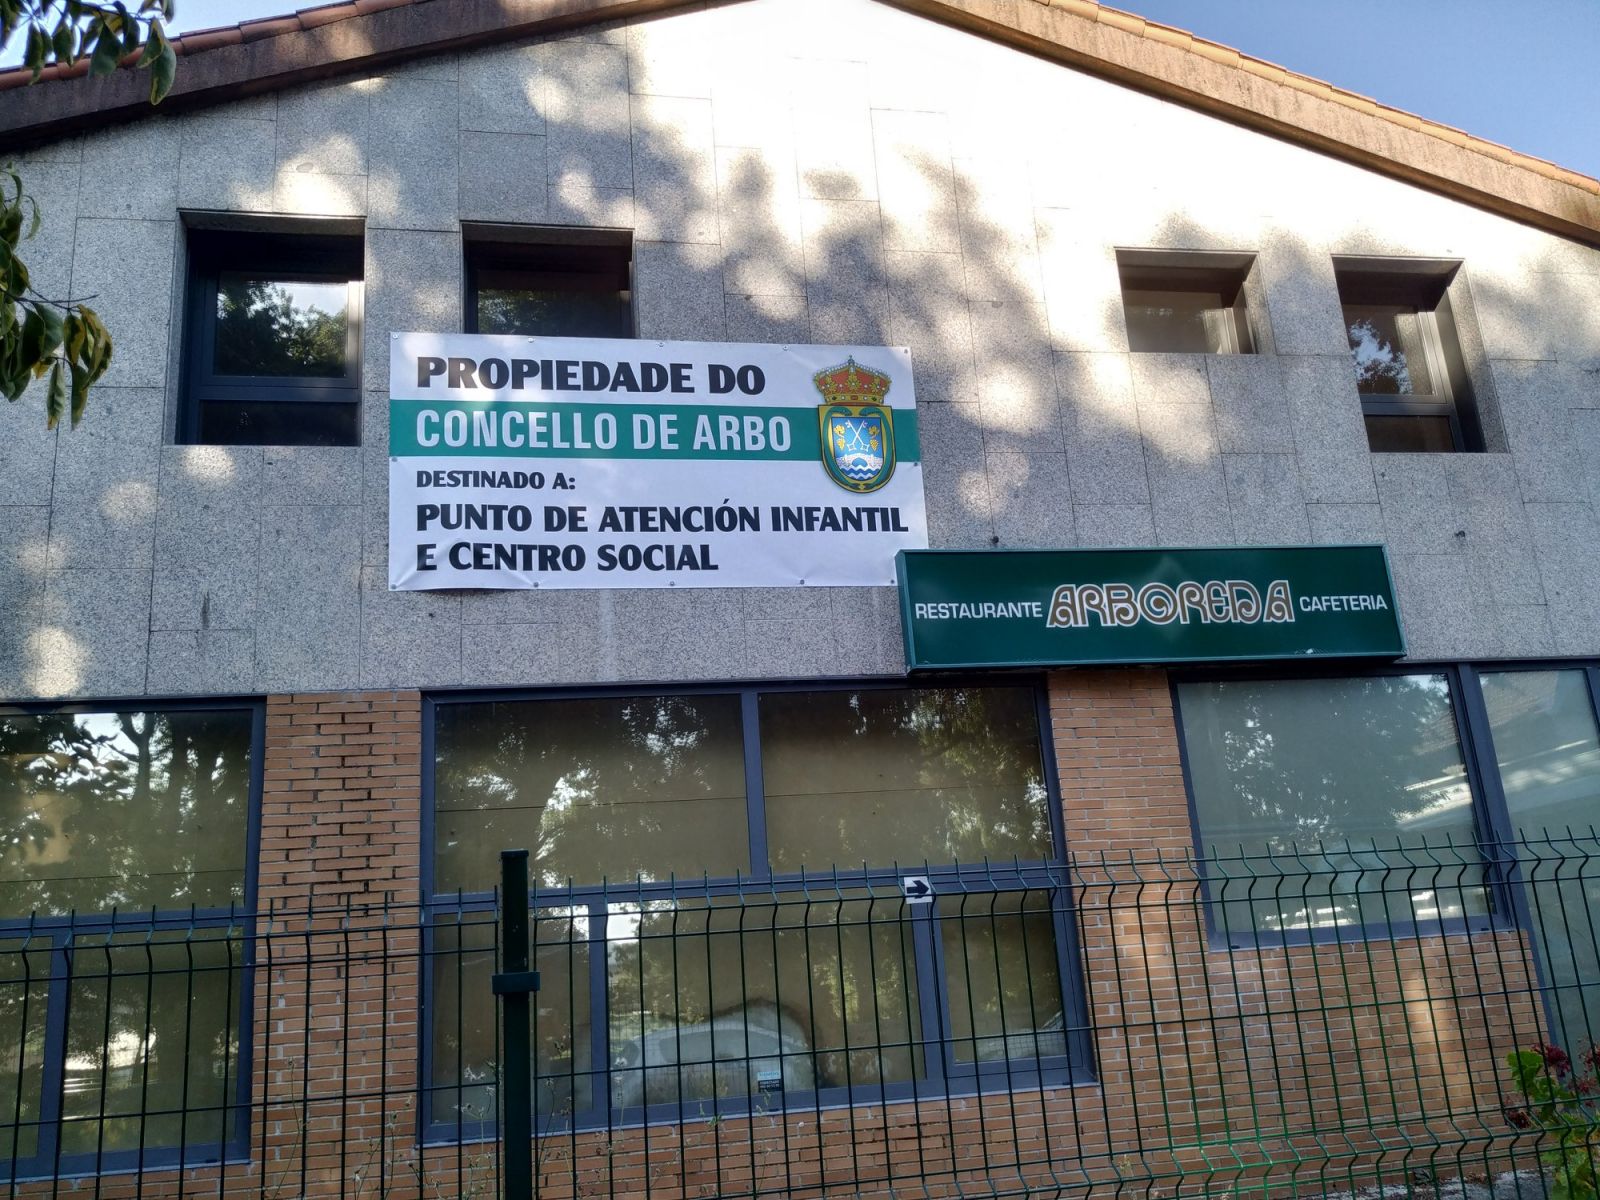 PROPIEDADE DO
CONCELLO DE ARBO
DESTINADO A:
PUNTO DE ATENCIÓN INFANTIL
E CENTRO SOCIAL
RESTAURANTE ARBOREDA CAFETERIA